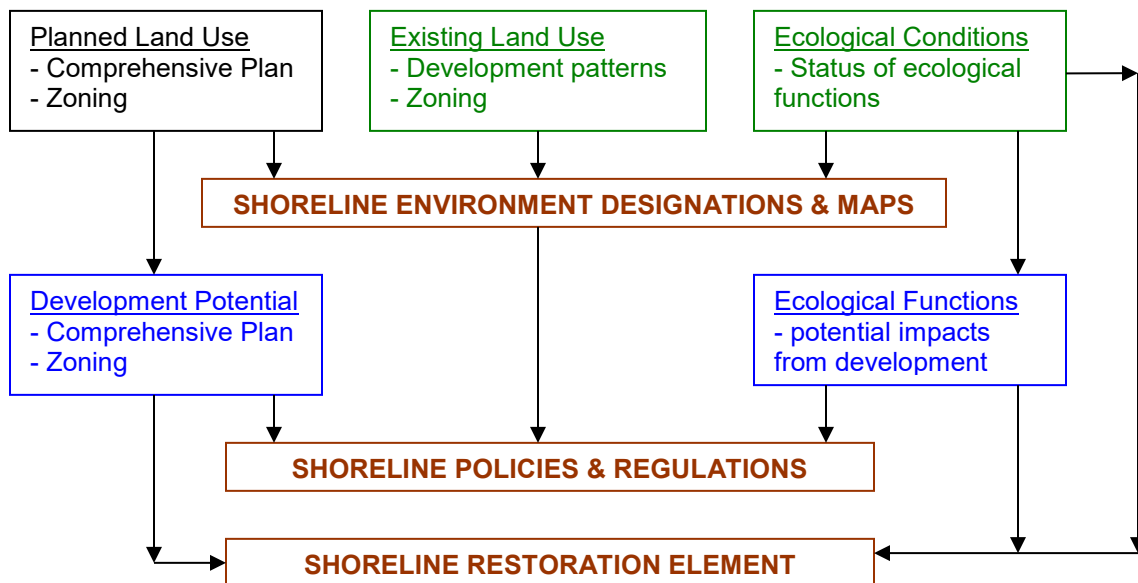 Planned Land Use
- Comprehensive Plan
- Zoning
Existing Land Use
- Development patterns
- Zoning
Ecological Conditions
- Status of ecological
functions
SHORELINE ENVIRONMENT DESIGNATIONS & MAPS
Development Potential
- Comprehensive Plan
- Zoning
Ecological Functions
- potential impacts
from development
SHORELINE POLICIES & REGULATIONS
SHORELINE RESTORATION ELEMENT